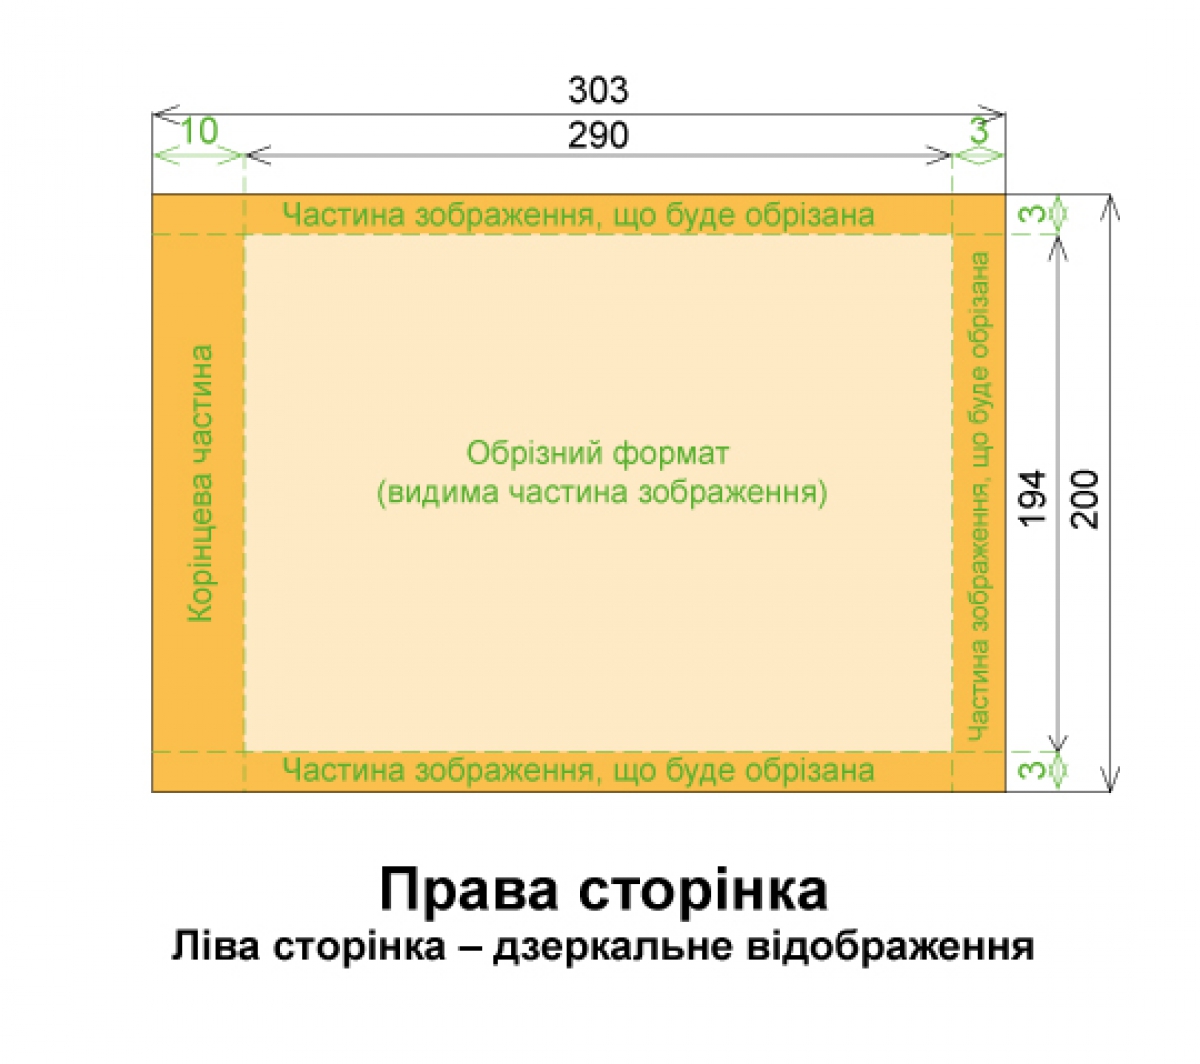 303
10
290
3
Частина зображення, що буде обрізана
3
Корінцева частина
Обрізний формат
(видима частина зображення)
Частина зображення, що буде обрізана
194
200
Частина зображення, що буде обрізана
3
Права сторінка
Ліва сторінка – дзеркальне відображення